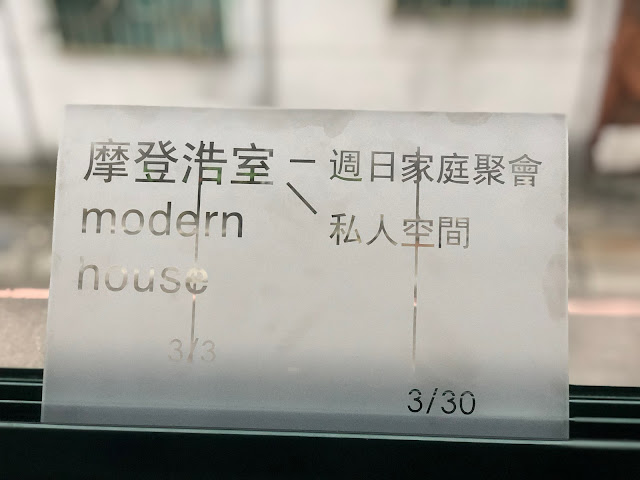 摩登浩室 — 週日家庭聚會
modern \ 私人空間
house
3/3
3/30